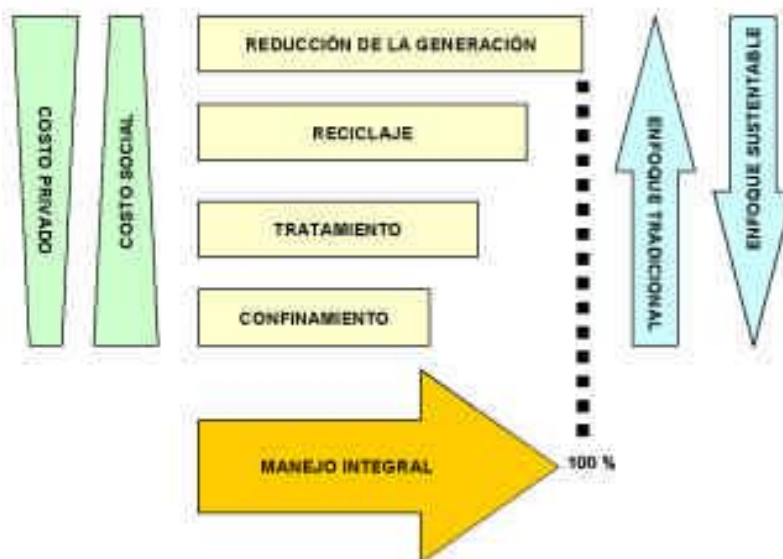 COSTO PRIVADO
COSTO SOCIAL
REDUCCIÓN DE LA GENERACIÓN
RECICLAJE
TRATAMIENTO
CONFINAMIENTO
MANEJO INTEGRAL
100 %
ENFOQUE TRADICIONAL
ENFOQUE SUSTENTABLE